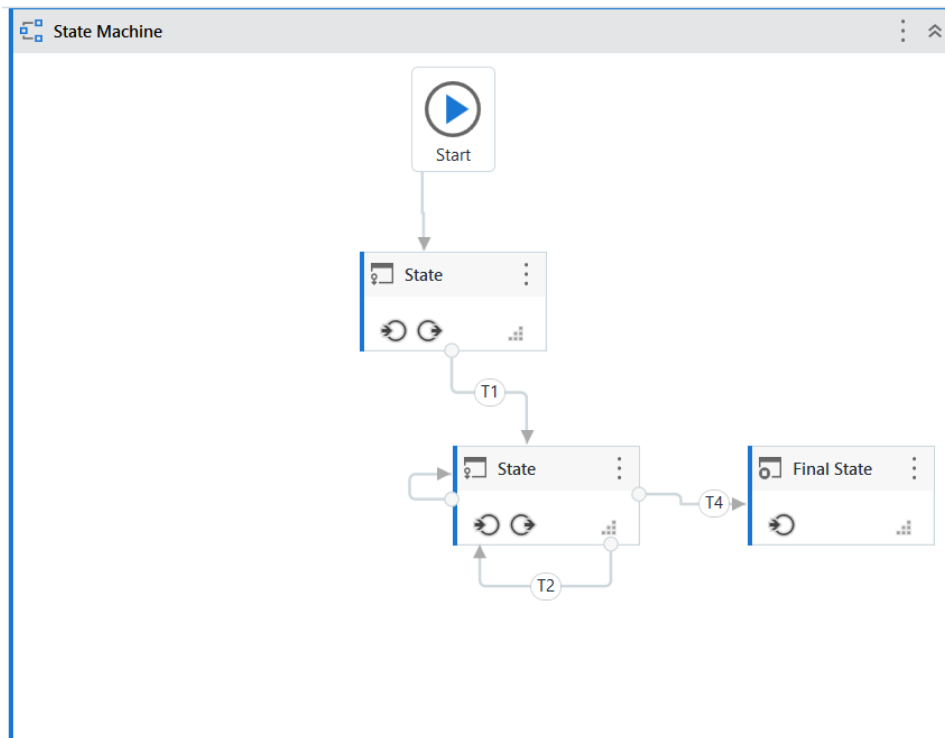 State Machine
Start
State
T1
State
Final State
T4
T2